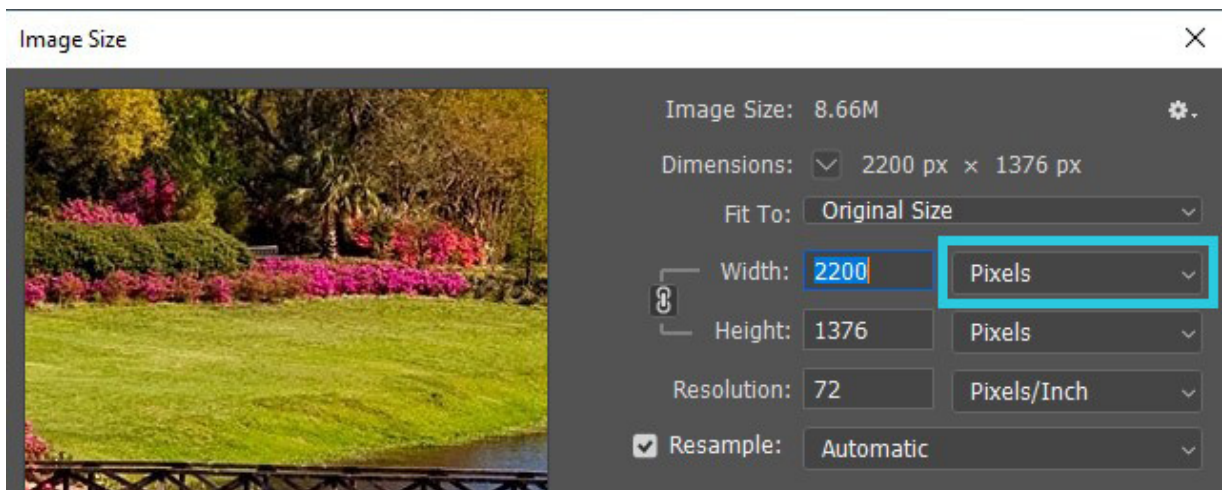 Image Size
Image Size: 8.66M
Dimensions: 2200 px × 1376 px
Fit To: Original Size
Width: 2200 Pixels
Height: 1376 Pixels
Resolution: 72 Pixels/Inch
Resample: Automatic